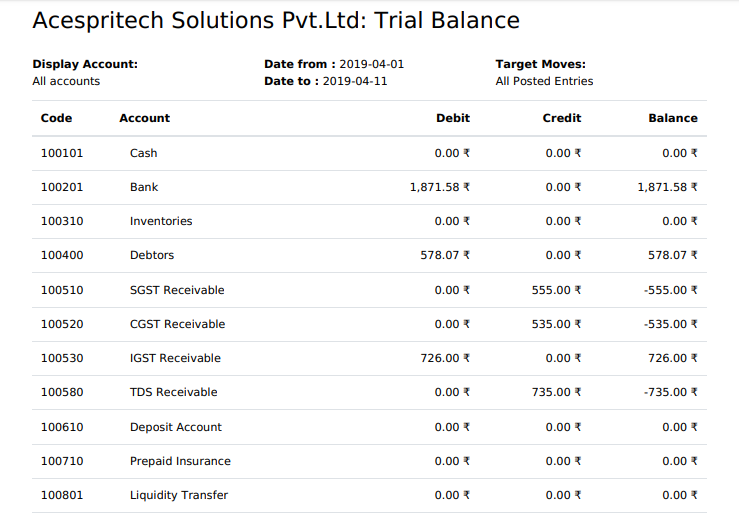 Acespritech Solutions Pvt.Ltd: Trial Balance
Display Account: Date from : 2019-04-01 Target Moves:
All accounts Date to : 2019-04-11 All Posted Entries
Code Account Debit Credit Balance
100101 Cash 0.00 ₹ 0.00 ₹ 0.00 ₹
100201 Bank 1,871.58 ₹ 0.00 ₹ 1,871.58 ₹
100310 Inventories 0.00 ₹ 0.00 ₹ 0.00 ₹
100400 Debtors 578.07 ₹ 0.00 ₹ 578.07 ₹
100510 SGST Receivable 0.00 ₹ 555.00 ₹ -555.00 ₹
100520 CGST Receivable 0.00 ₹ 535.00 ₹ -535.00 ₹
100530 IGST Receivable 726.00 ₹ 0.00 ₹ 726.00 ₹
100580 TDS Receivable 0.00 ₹ 735.00 ₹ -735.00 ₹
100610 Deposit Account 0.00 ₹ 0.00 ₹ 0.00 ₹
100710 Prepaid Insurance 0.00 ₹ 0.00 ₹ 0.00 ₹
100801 Liquidity Transfer 0.00 ₹ 0.00 ₹ 0.00 ₹